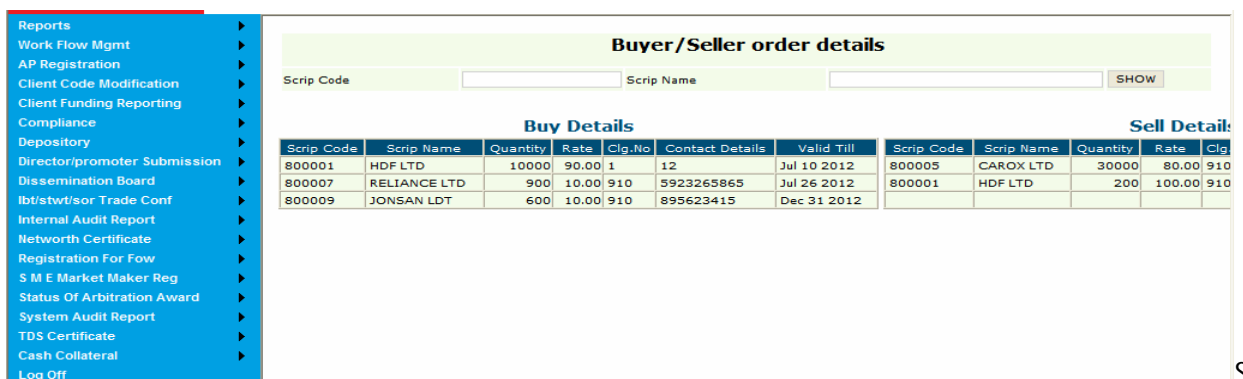 Reports
Work Flow Mgmt
AP Registration
Client Code Modification
Client Funding Reporting
Compliance
Depository
Director/promoter Submission
Dissemination Board
Ibt/stwt/sor Trade Conf
Internal Audit Report
Networth Certificate
Registration For Fow
S M E Market Maker Reg
Status Of Arbitration Award
System Audit Report
TDS Certificate
Cash Collateral
Log Off
Buyer/Seller order details
Scrip Code Scrip Name SHOW
Buy Details
Scrip Code Scrip Name Quantity Rate Clg.No Contact Details Valid Till
800001 HDF LTD 10000 90.00 1 12 Jul 10 2012
800007 RELIANCE LTD 900 10.00 910 5923265865 Jul 26 2012
800009 JONSAN LDT 600 10.00 910 895623415 Dec 31 2012
Sell Details
Scrip Code Scrip Name Quantity Rate Clg.
800005 CAROX LTD 30000 80.00 910
800001 HDF LTD 200 100.00 910